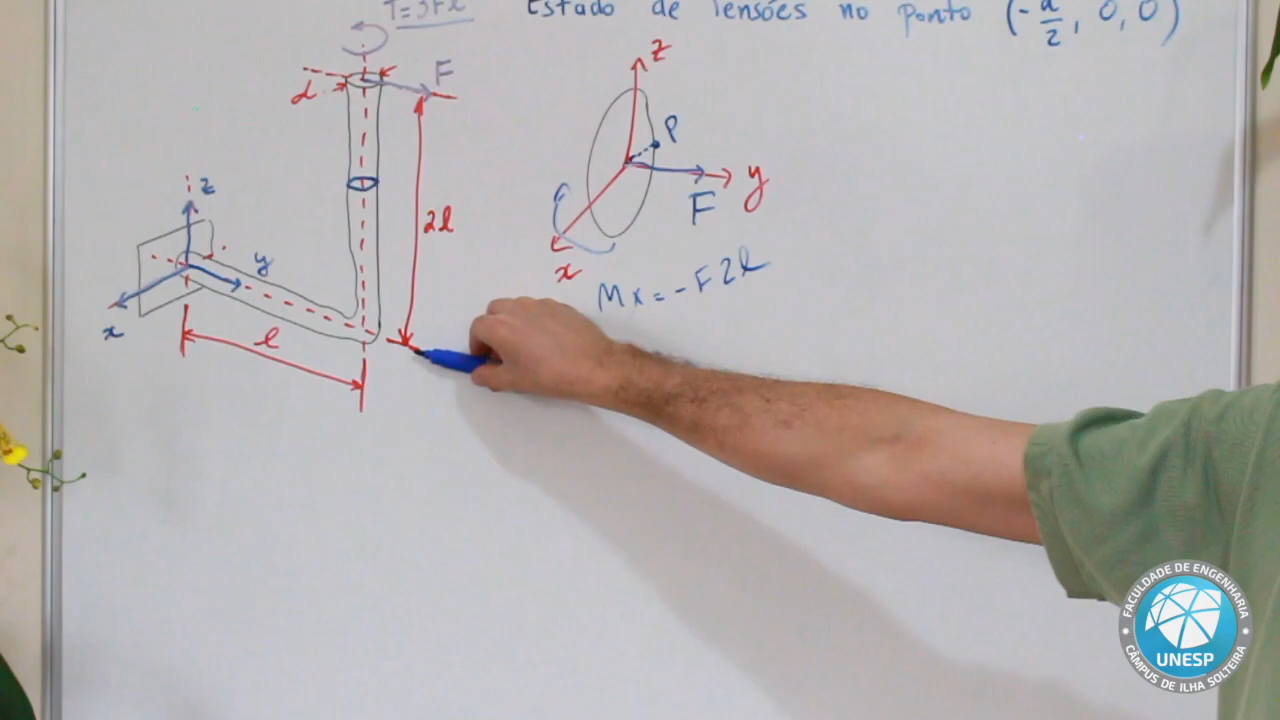 T=3Fl Estado de Tensões no ponto (-d/2, 0, 0)
z
F
d
P
y
F
2l
z
y
x
x
Mx=-F2l
l
FACULDADE DE ENGENHARIA
UNESP
CÂMPUS DE ILHA SOLTEIRA